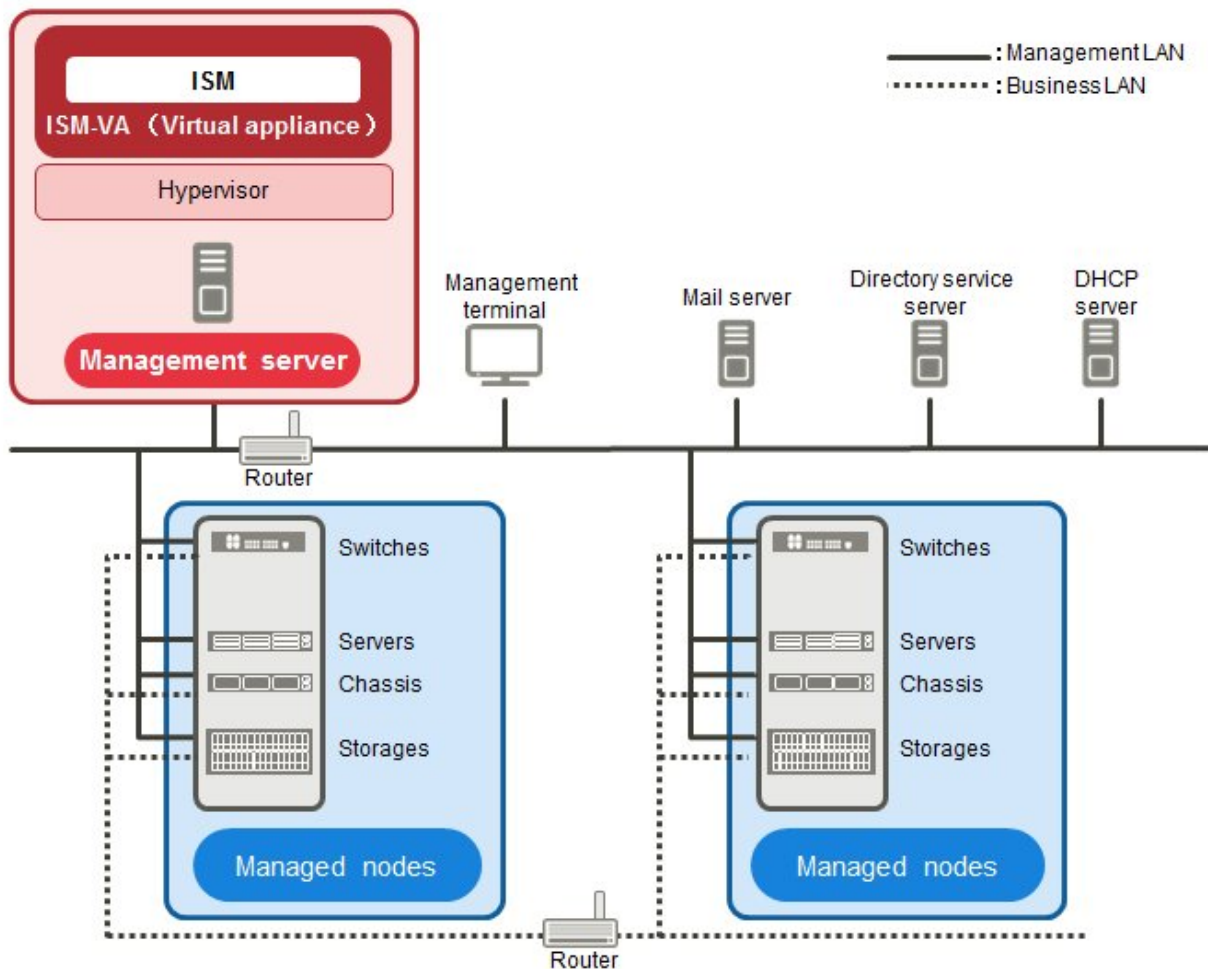 ISM
ISM-VA（Virtual appliance）
Hypervisor
Management server
: Management LAN
: Business LAN
Management
terminal
Mail server
Directory service
server
DHCP
server
Router
Switches
Servers
Chassis
Storages
Managed nodes
Switches
Servers
Chassis
Storages
Managed nodes
Router